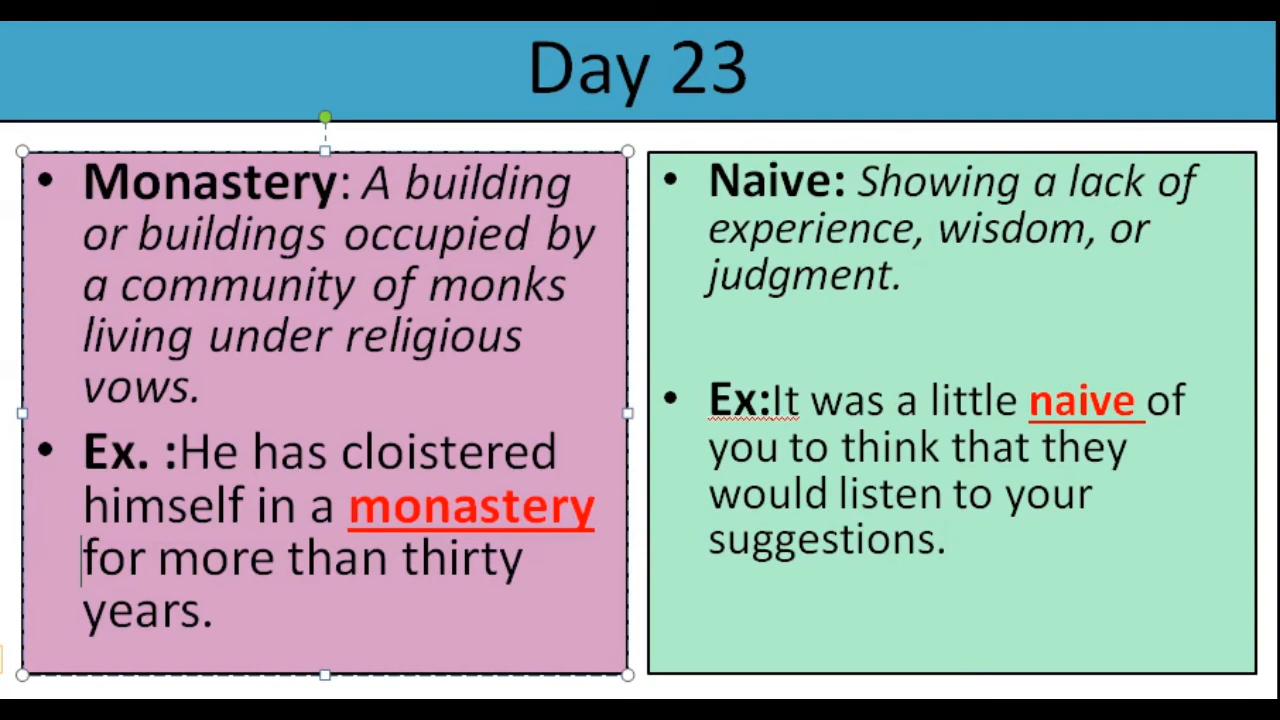 Day 23
• Monastery: A building
or buildings occupied by
a community of monks
living under religious
vows.
• Ex. :He has cloistered
himself in a monastery
for more than thirty
years.
• Naive: Showing a lack of
experience, wisdom, or
judgment.
• Ex:It was a little naive of
you to think that they
would listen to your
suggestions.